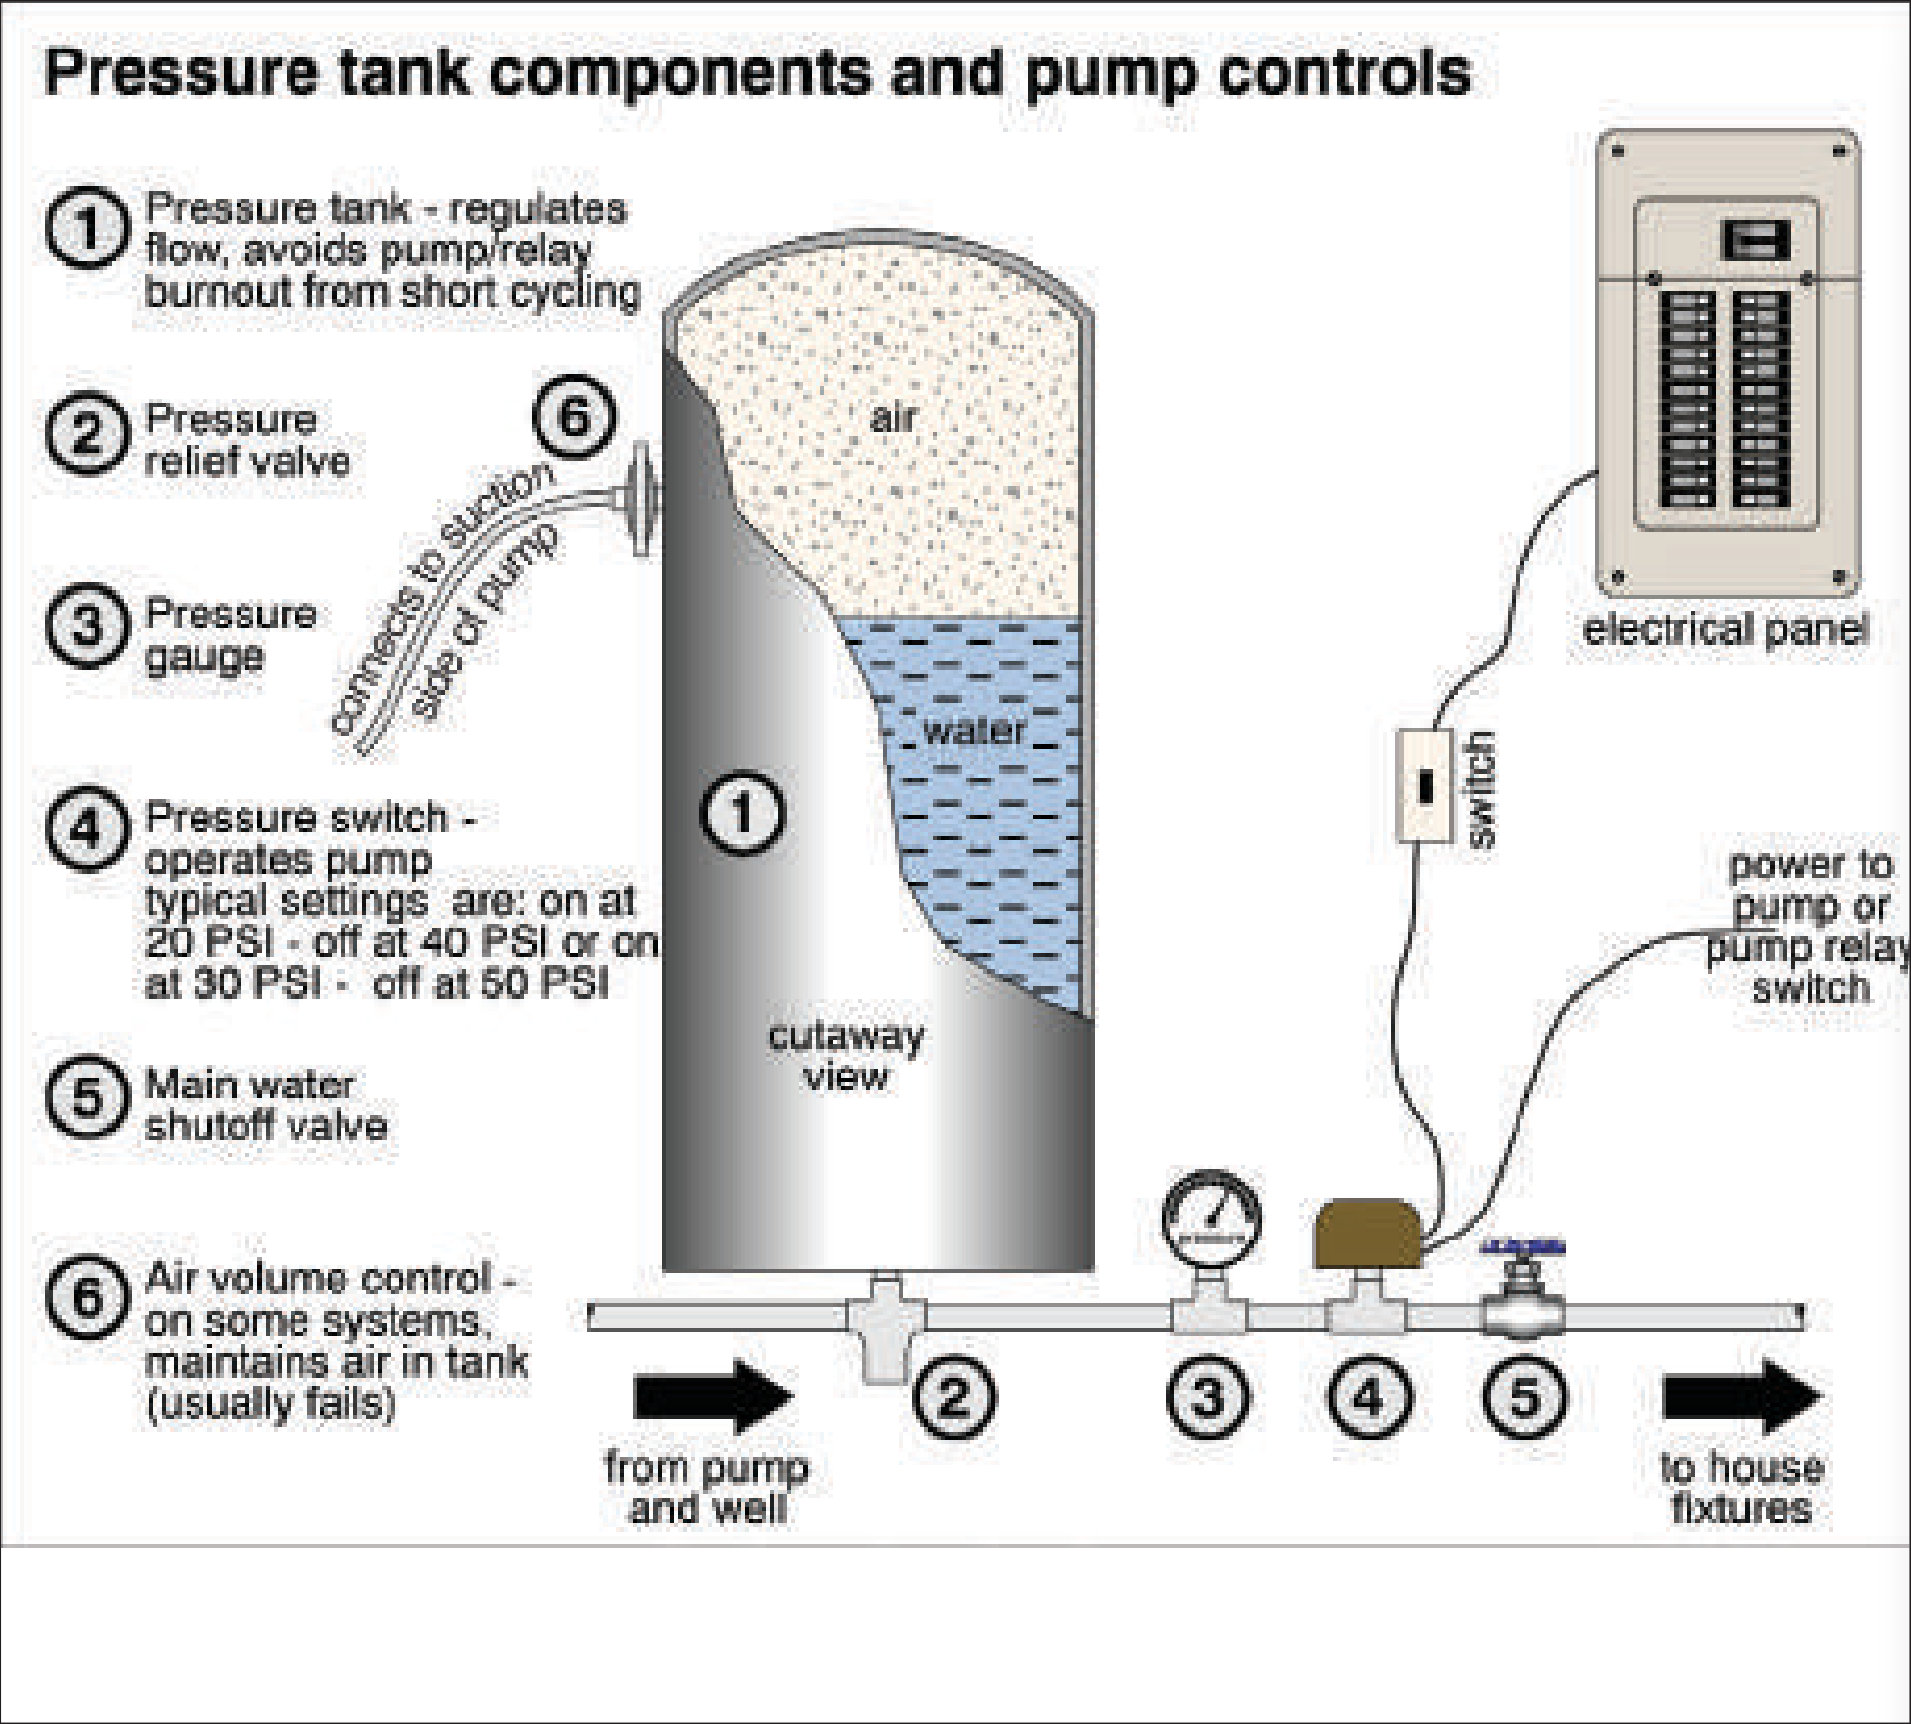 Pressure tank components and pump controls
1
Pressure tank - regulates
flow, avoids pump/relay
burnout from short cycling
2
Pressure
relief valve
3
Pressure
gauge
4
Pressure switch -
operates pump
typical settings are: on at
20 PSI - off at 40 PSI or on
at 30 PSI - off at 50 PSI
5
Main water
shutoff valve
6
Air volume control -
on some systems,
maintains air in tank
(usually fails)
6
connects to suction
side of pump
air
water
1
cutaway
view
electrical panel
switch
power to
pump or
pump relay
switch
pressure
2
3
4
5
from pump
and well
to house
fixtures